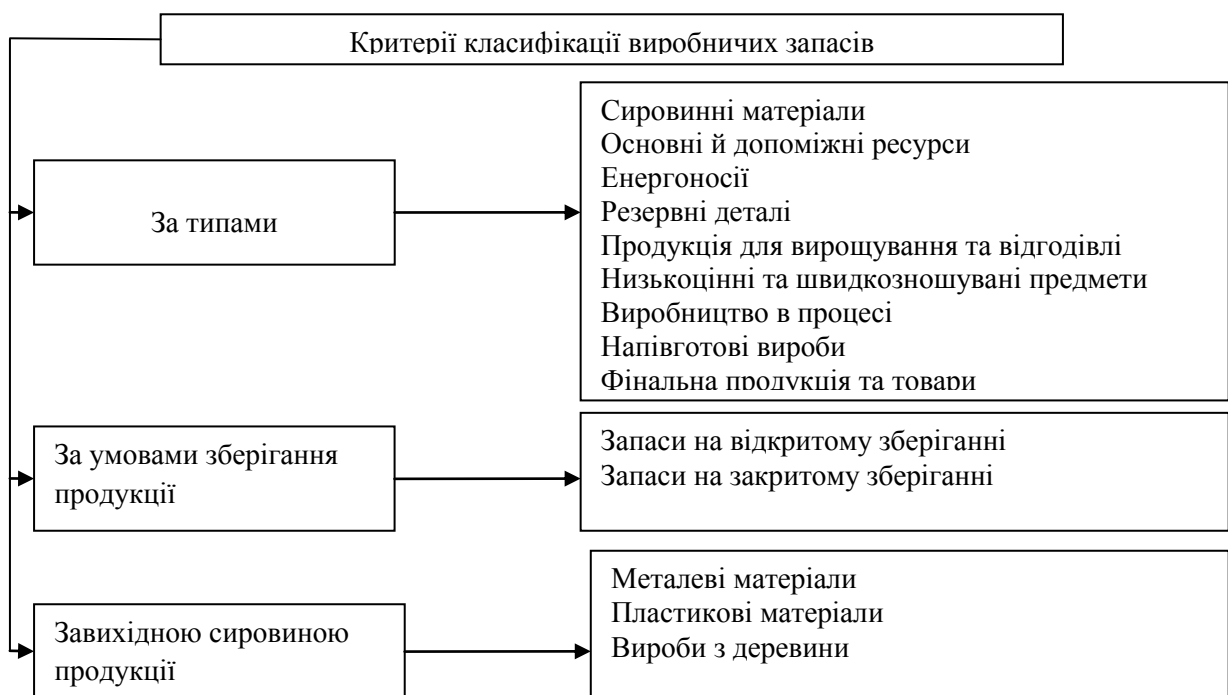 Критерії класифікації виробничих запасів
За типами
Сировинні матеріали
Основні й допоміжні ресурси
Енергоносії
Резервні деталі
Продукція для вирощування та відгодівлі
Низькоцінні та швидкозношувані предмети
Виробництво в процесі
Напівготові вироби
Фінальна продукція та товари
За умовами зберігання
продукції
Запаси на відкритому зберіганні
Запаси на закритому зберіганні
Завихідною сировиною
продукції
Металеві матеріали
Пластикові матеріали
Вироби з деревини